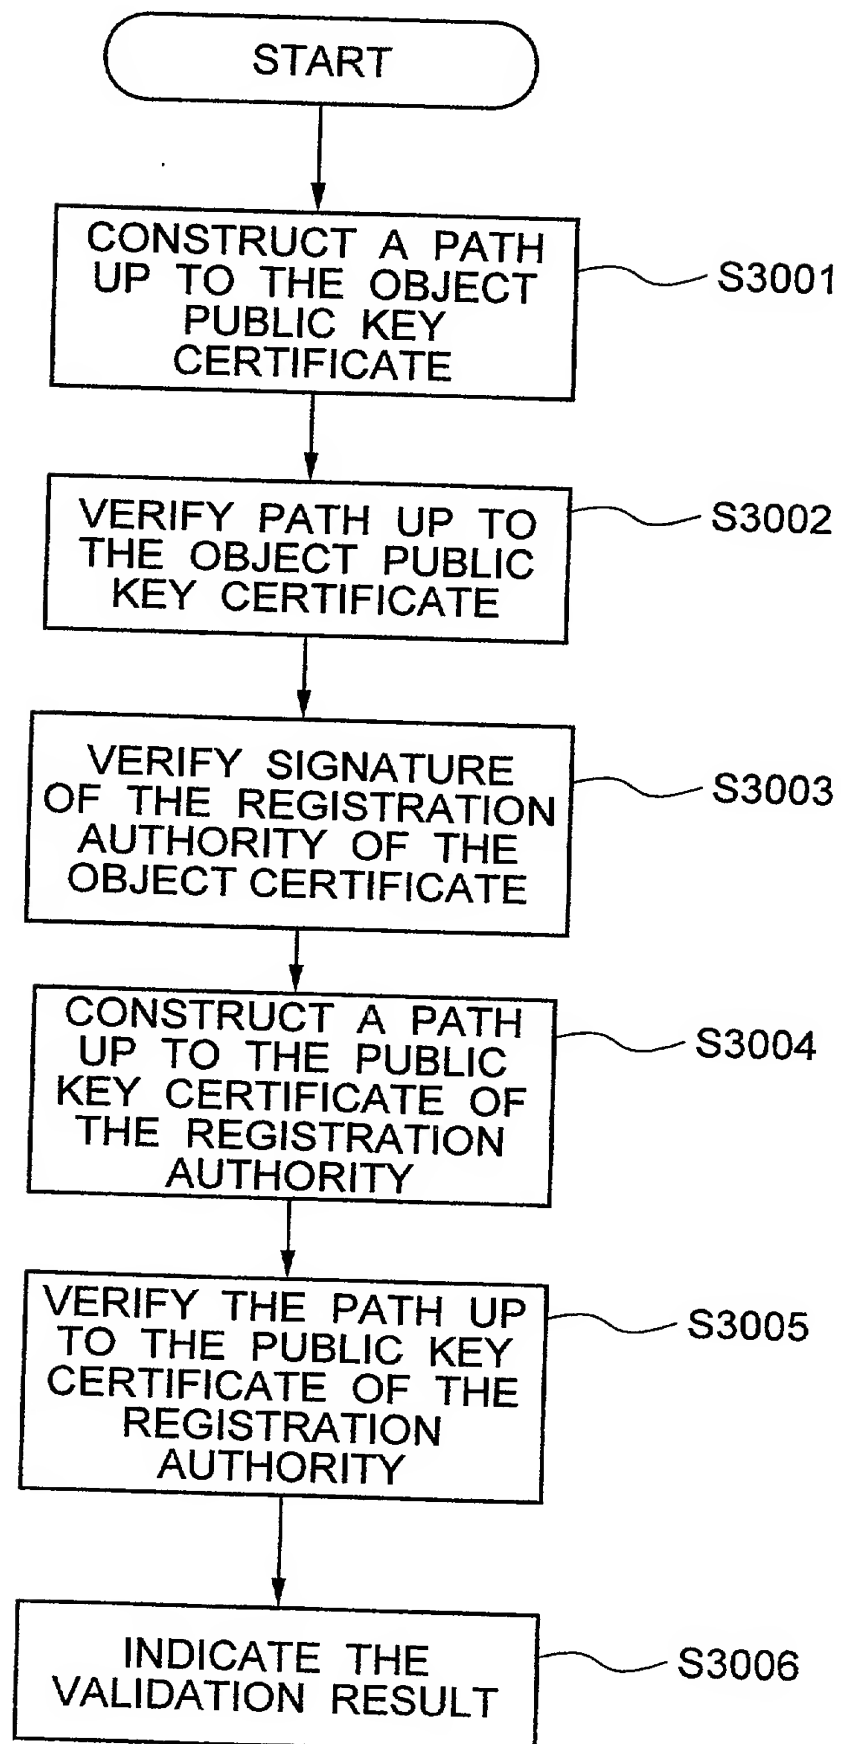 START
CONSTRUCT A PATH
UP TO THE OBJECT
PUBLIC KEY
CERTIFICATE
S3001
VERIFY PATH UP TO
THE OBJECT PUBLIC
KEY CERTIFICATE
S3002
VERIFY SIGNATURE
OF THE REGISTRATION
AUTHORITY OF THE
OBJECT CERTIFICATE
S3003
CONSTRUCT A PATH
UP TO THE PUBLIC
KEY CERTIFICATE OF
THE REGISTRATION
AUTHORITY
S3004
VERIFY THE PATH UP
TO THE PUBLIC KEY
CERTIFICATE OF THE
REGISTRATION
AUTHORITY
S3005
INDICATE THE
VALIDATION RESULT
S3006